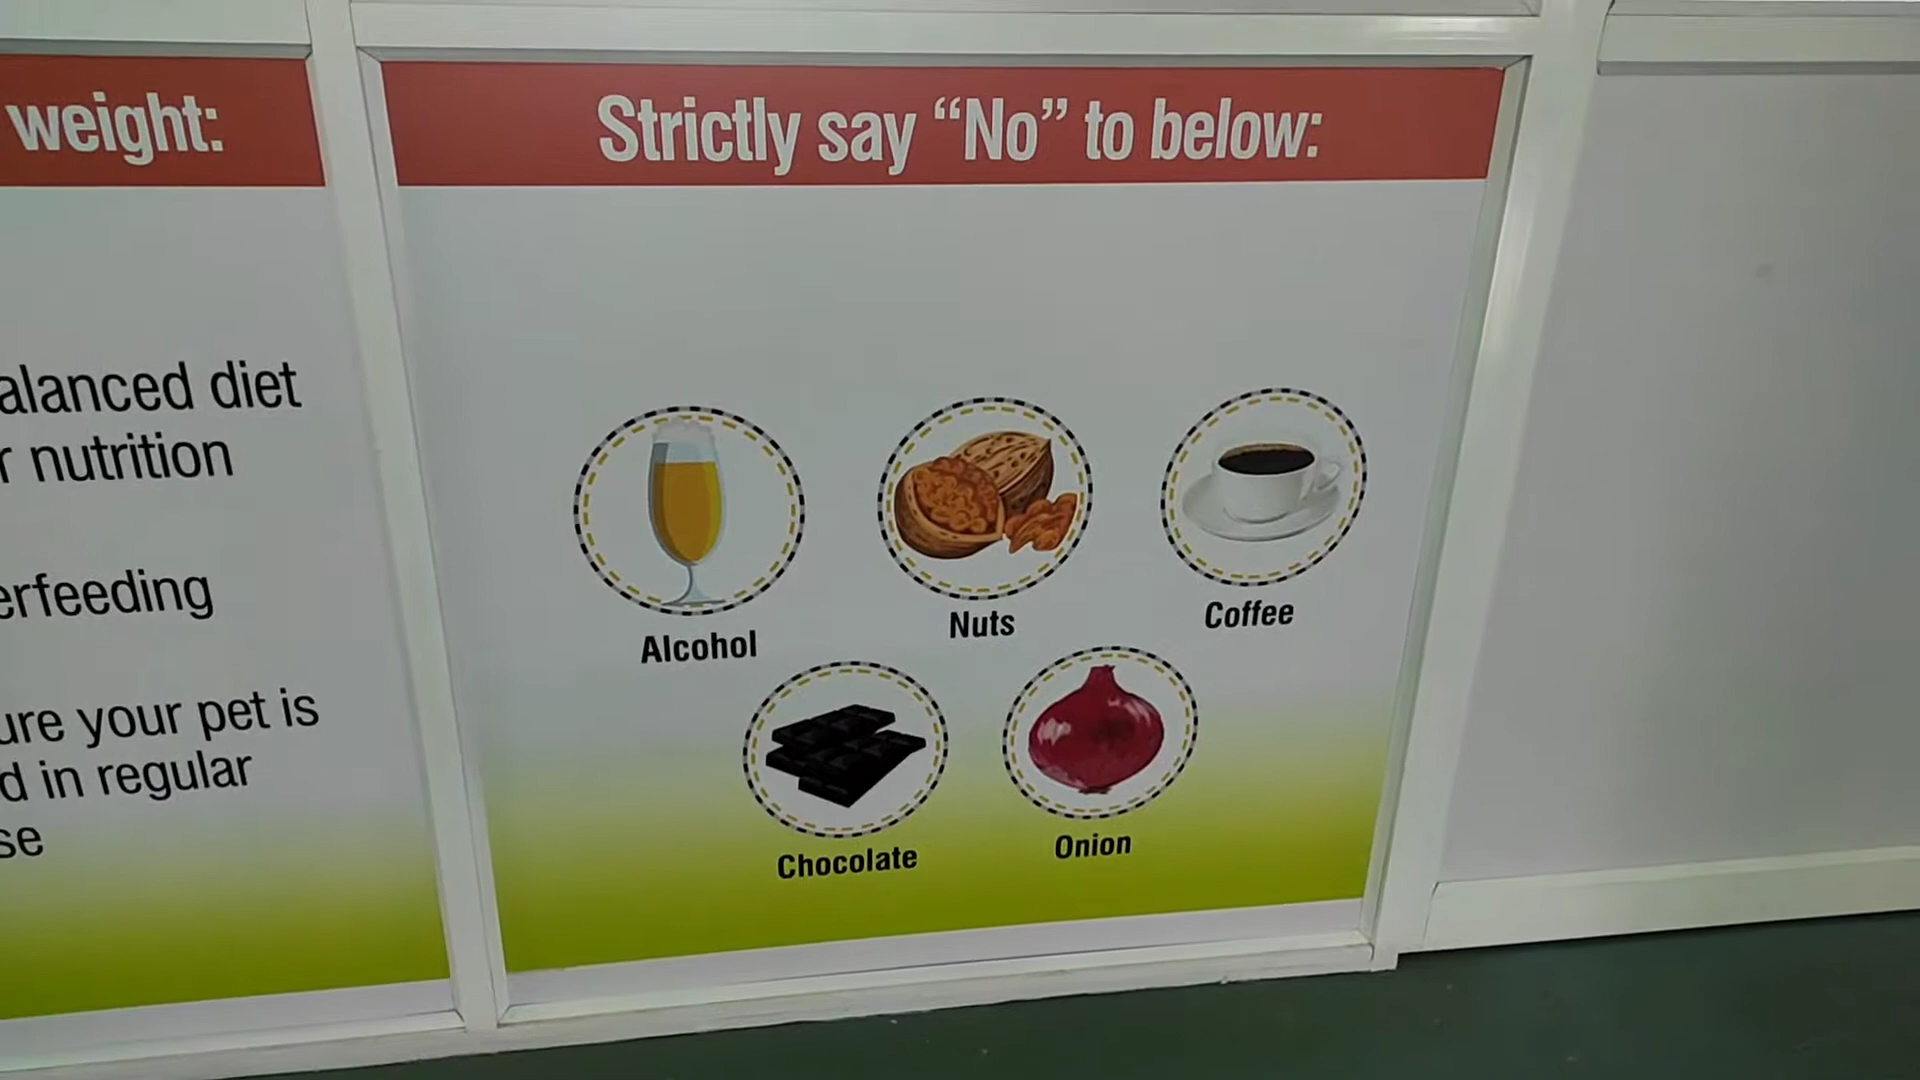 weight:
alanced diet
r nutrition
erfeeding
ure your pet is
d in regular
se
Strictly say “No” to below:
Alcohol
Nuts
Coffee
Chocolate
Onion